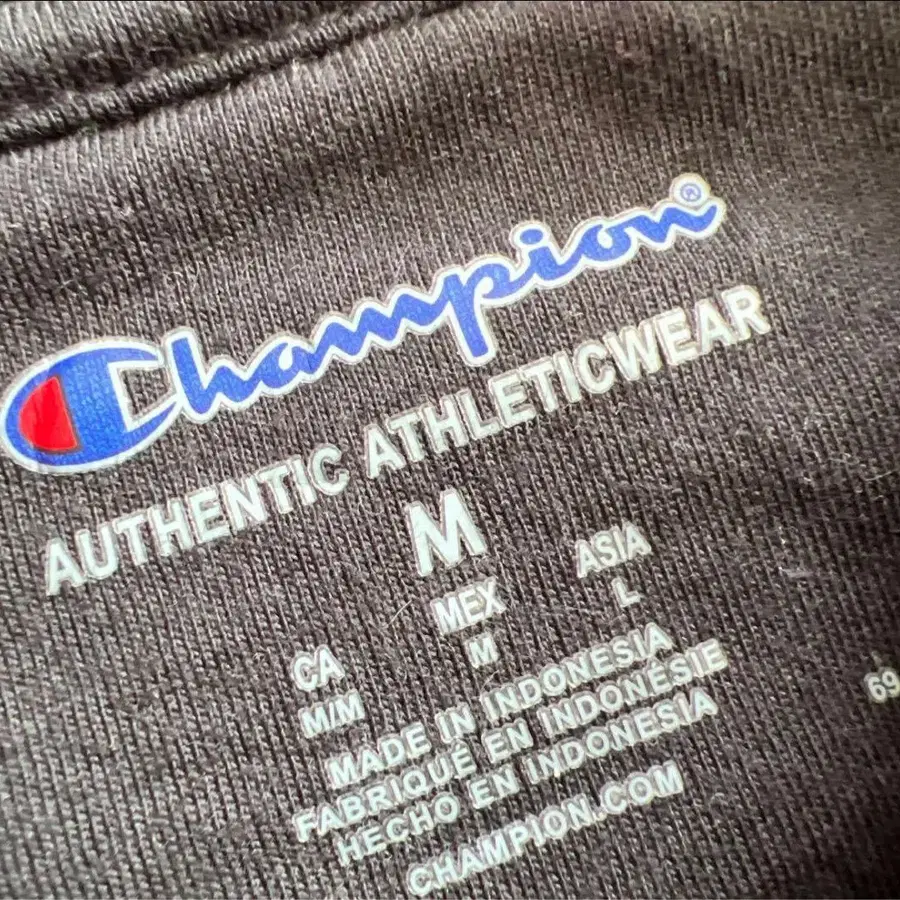 Champion®
AUTHENTIC ATHLETICWEAR
M
CA MEX ASIA
M/M M L
MADE IN INDONESIA
FABRIQUÉ EN INDONÉSIE
HECHO EN INDONESIA
CHAMPION.COM
69